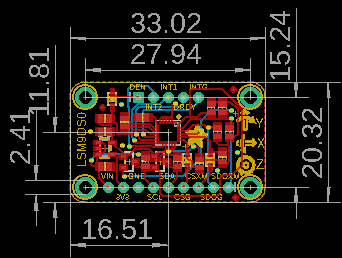 33.02
27.94
15.24
11.81
2.41
20.32
16.51
DEN INT1 INTG
INT2 DRDY
LSM9DS0
Y
X
Z
VIN GND SDA CSXM SDOXM
3V3 SCL CSG SDOG